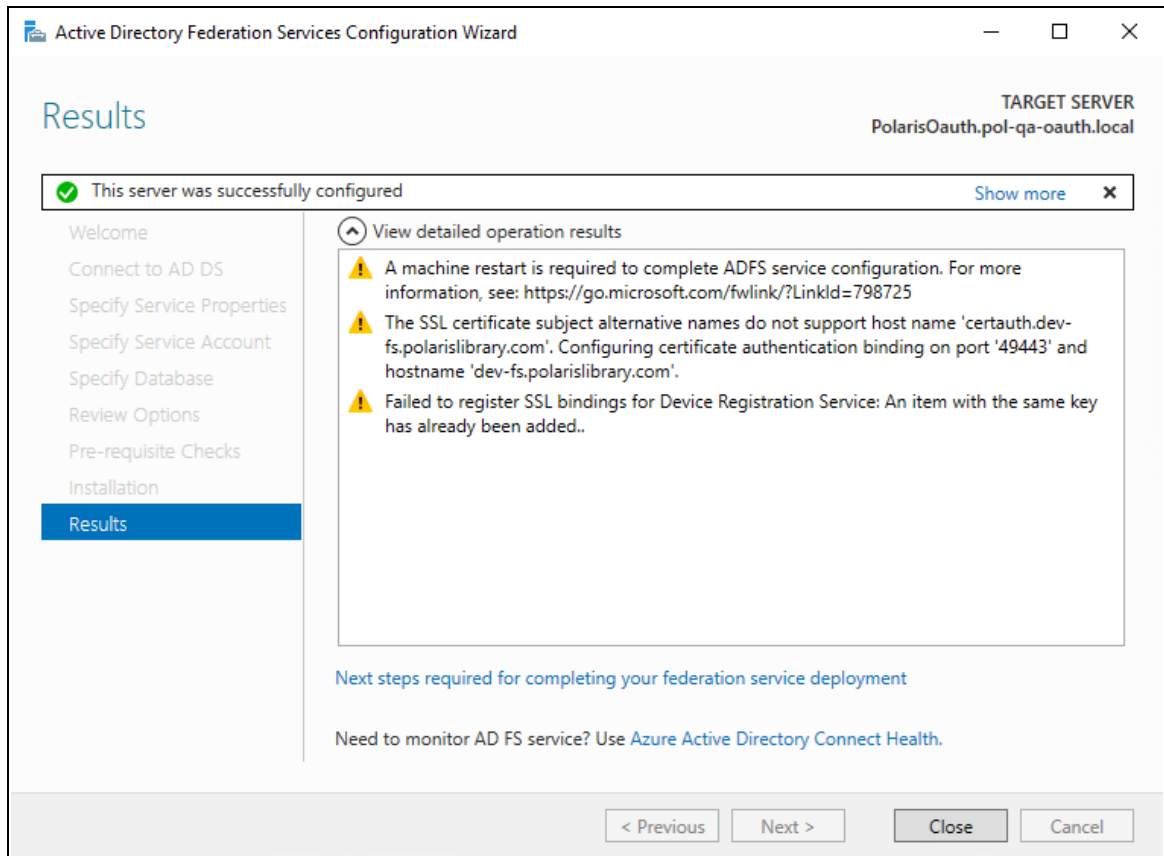 Active Directory Federation Services Configuration Wizard
Results
TARGET SERVER
PolarisOauth.pol-qa-oauth.local
This server was successfully configured
Show more
Welcome
Connect to AD DS
Specify Service Properties
Specify Service Account
Specify Database
Review Options
Pre-requisite Checks
Installation
Results
View detailed operation results
A machine restart is required to complete ADFS service configuration. For more
information, see: https://go.microsoft.com/fwlink/?LinkId=798725
The SSL certificate subject alternative names do not support host name 'certauth.dev-
fs.polarislibrary.com'. Configuring certificate authentication binding on port '49443' and
hostname 'dev-fs.polarislibrary.com'.
Failed to register SSL bindings for Device Registration Service: An item with the same key
has already been added..
Next steps required for completing your federation service deployment
Need to monitor AD FS service? Use Azure Active Directory Connect Health.
< Previous
Next >
Close
Cancel